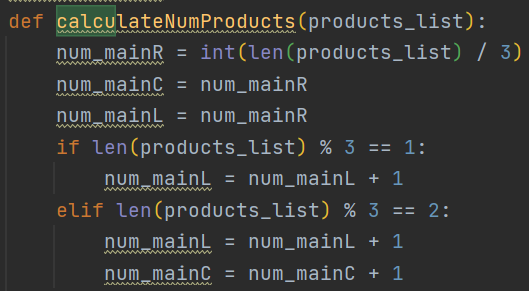 def calculateNumProducts(products_list):
    num_mainR = int(len(products_list) / 3)
    num_mainC = num_mainR
    num_mainL = num_mainR
    if len(products_list) % 3 == 1:
        num_mainL = num_mainL + 1
    elif len(products_list) % 3 == 2:
        num_mainL = num_mainL + 1
        num_mainC = num_mainC + 1